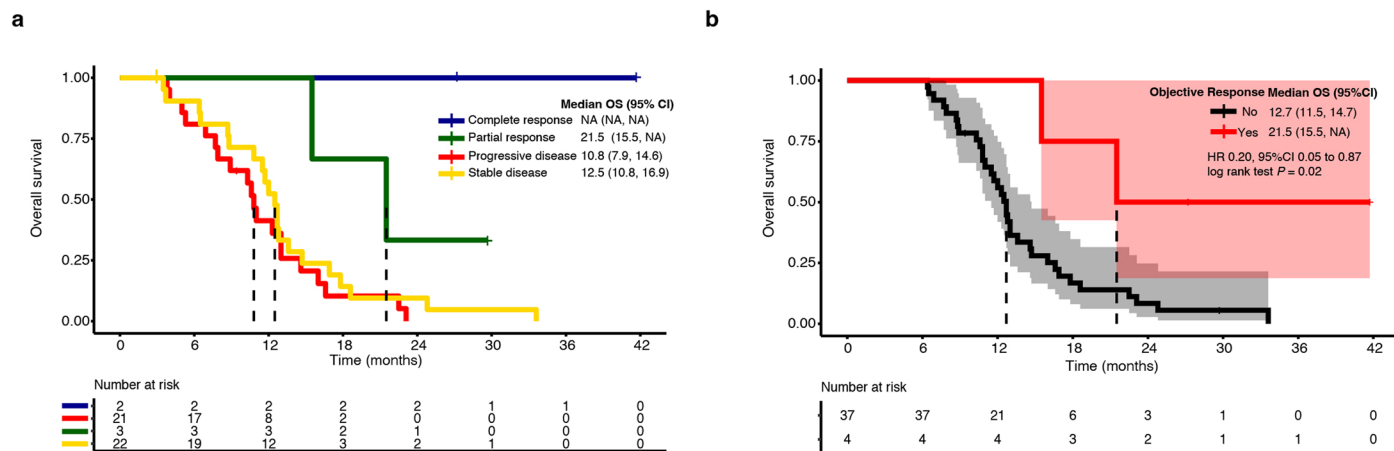 a
1.00
0.75
0.50
0.25
0.00
Overall survival
Median OS (95% CI)
Complete response NA (NA, NA)
Partial response 21.5 (15.5, NA)
Progressive disease 10.8 (7.9, 14.6)
Stable disease 12.5 (10.8, 16.9)
0 6 12 18 24 30 36 42
Time (months)
Number at risk
2 2 2 2 2 1 1 0
21 17 8 2 0 0 0 0
3 3 3 2 1 0 0 0
22 19 12 3 2 1 0 0
b
1.00
0.75
0.50
0.25
0.00
Overall survival
Objective Response Median OS (95%CI)
No 12.7 (11.5, 14.7)
Yes 21.5 (15.5, NA)
HR 0.20, 95%CI 0.05 to 0.87
log rank test P = 0.02
0 6 12 18 24 30 36 42
Time (months)
Number at risk
37 37 21 6 3 1 0 0
4 4 4 3 2 1 1 0